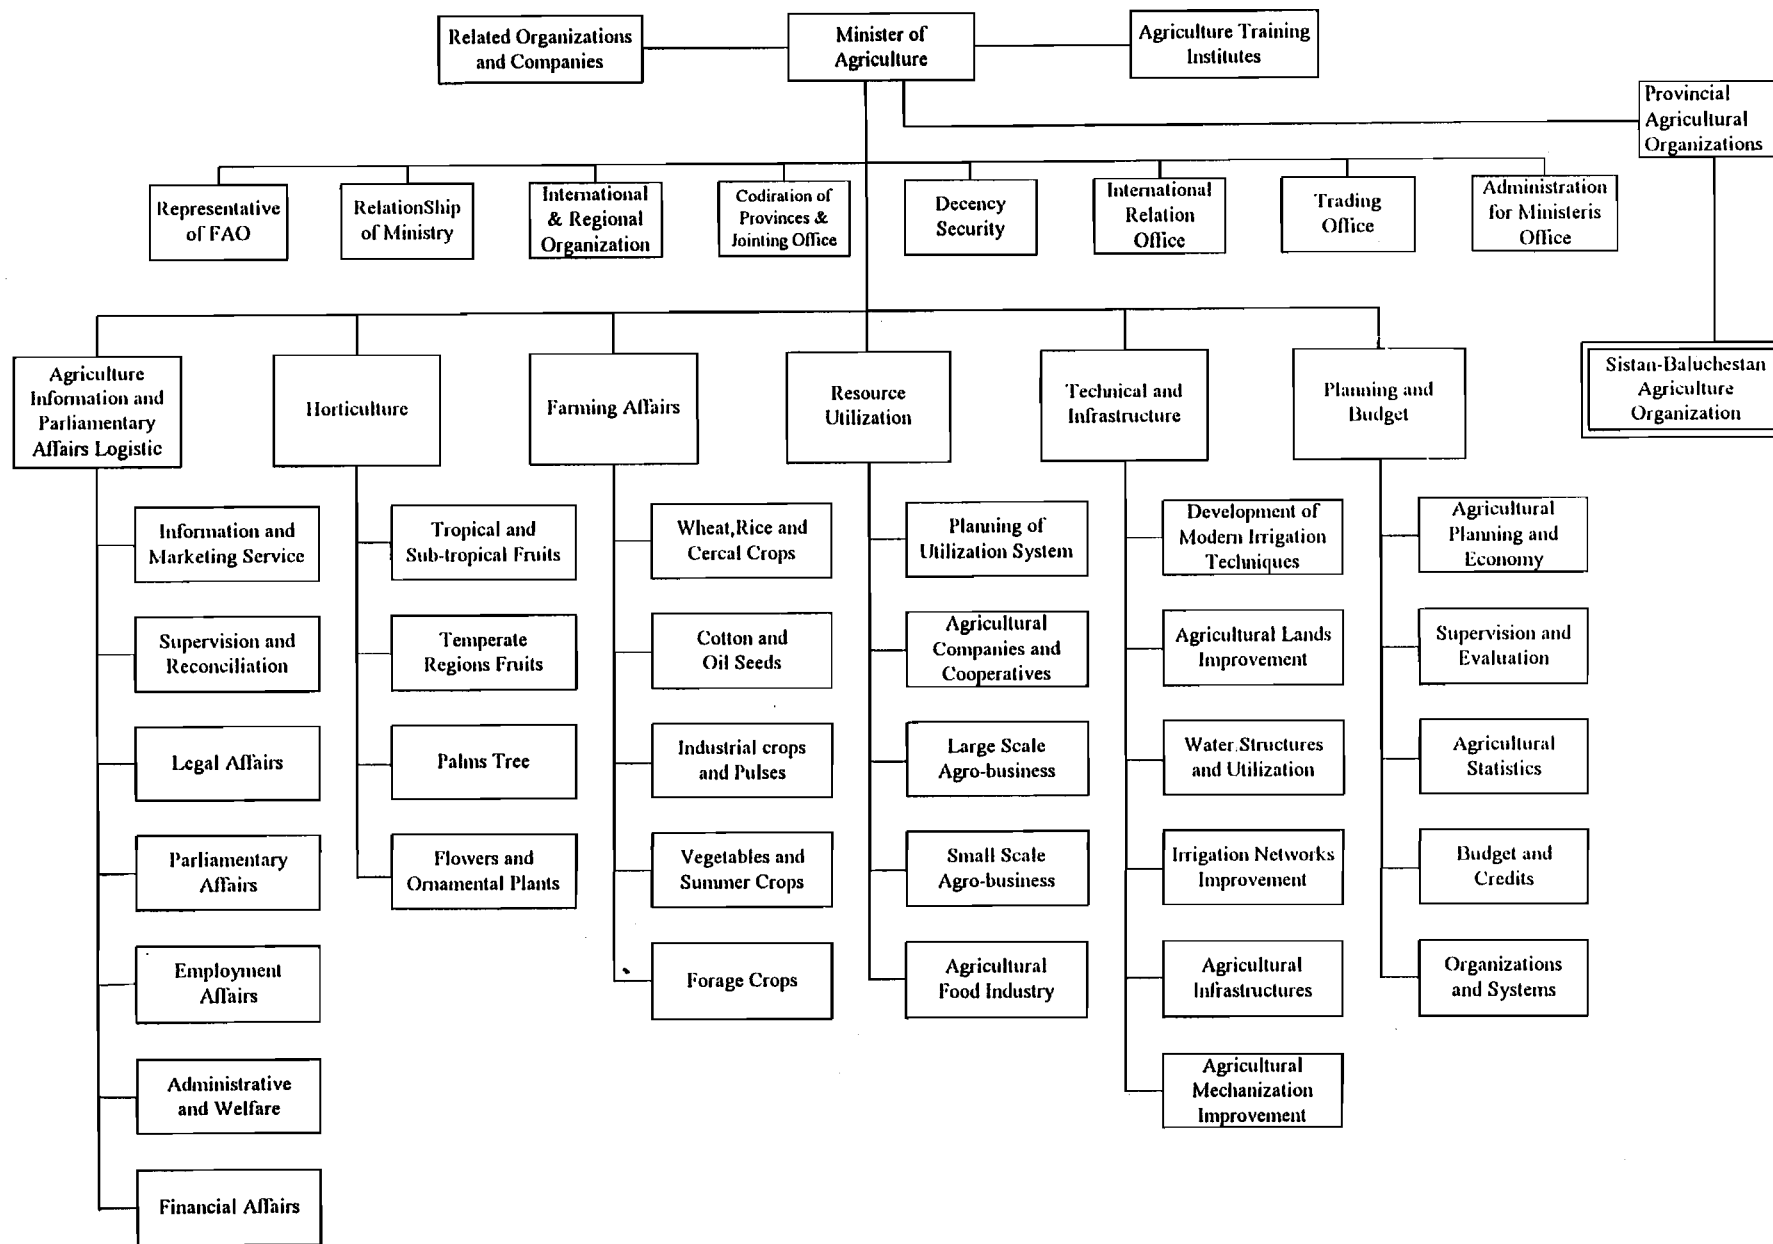 Related Organizations
and Companies
Minister of
Agriculture
Agriculture Training
Institutes
Provincial
Agricultural
Organizations
Representative
of FAO
RelationShip
of Ministry
International
& Regional
Organization
Codiration of
Provinces &
Jointing Office
Decency
Security
International
Relation
Office
Trading
Office
Administration
for Ministeris
Office
Agriculture
Information and
Parliamentary
Affairs Logistic
Horticulture
Farming Affairs
Resource
Utilization
Technical and
Infrastructure
Planning and
Budget
Sistan-Baluchestan
Agriculture
Organization
Information and
Marketing Service
Supervision and
Reconciliation
Legal Affairs
Parliamentary
Affairs
Employment
Affairs
Administrative
and Welfare
Financial Affairs
Tropical and
Sub-tropical Fruits
Temperate
Regions Fruits
Palms Tree
Flowers and
Ornamental Plants
Wheat,Rice and
Cercal Crops
Cotton and
Oil Seeds
Industrial crops
and Pulses
Vegetables and
Summer Crops
Forage Crops
Planning of
Utilization System
Agricultural
Companies and
Cooperatives
Large Scale
Agro-business
Small Scale
Agro-business
Agricultural
Food Industry
Development of
Modern Irrigation
Techniques
Agricultural Lands
Improvement
Water Structures
and Utilization
Irrigation Networks
Improvement
Agricultural
Infrastructures
Agricultural
Mechanization
Improvement
Agricultural
Planning and
Economy
Supervision and
Evaluation
Agricultural
Statistics
Budget and
Credits
Organizations
and Systems